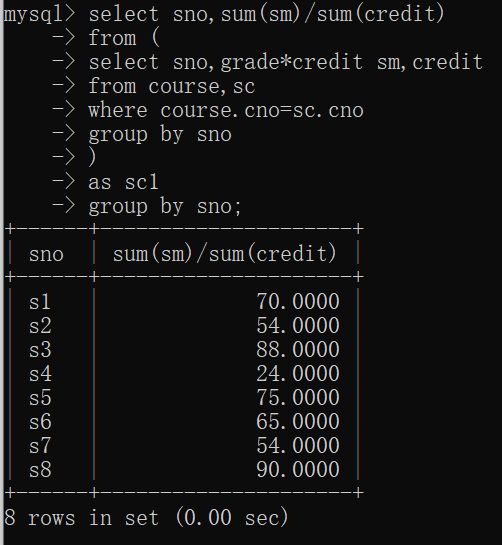 mysql> select sno,sum(sm)/sum(credit)
    -> from (
    -> select sno,grade*credit sm,credit
    -> from course,sc
    -> where course.cno=sc.cno
    -> group by sno
    -> )
    -> as sc1
    -> group by sno;
+------+---------------------+
| sno  | sum(sm)/sum(credit) |
+------+---------------------+
| s1   |             70.0000 |
| s2   |             54.0000 |
| s3   |             88.0000 |
| s4   |             24.0000 |
| s5   |             75.0000 |
| s6   |             65.0000 |
| s7   |             54.0000 |
| s8   |             90.0000 |
+------+---------------------+
8 rows in set (0.00 sec)